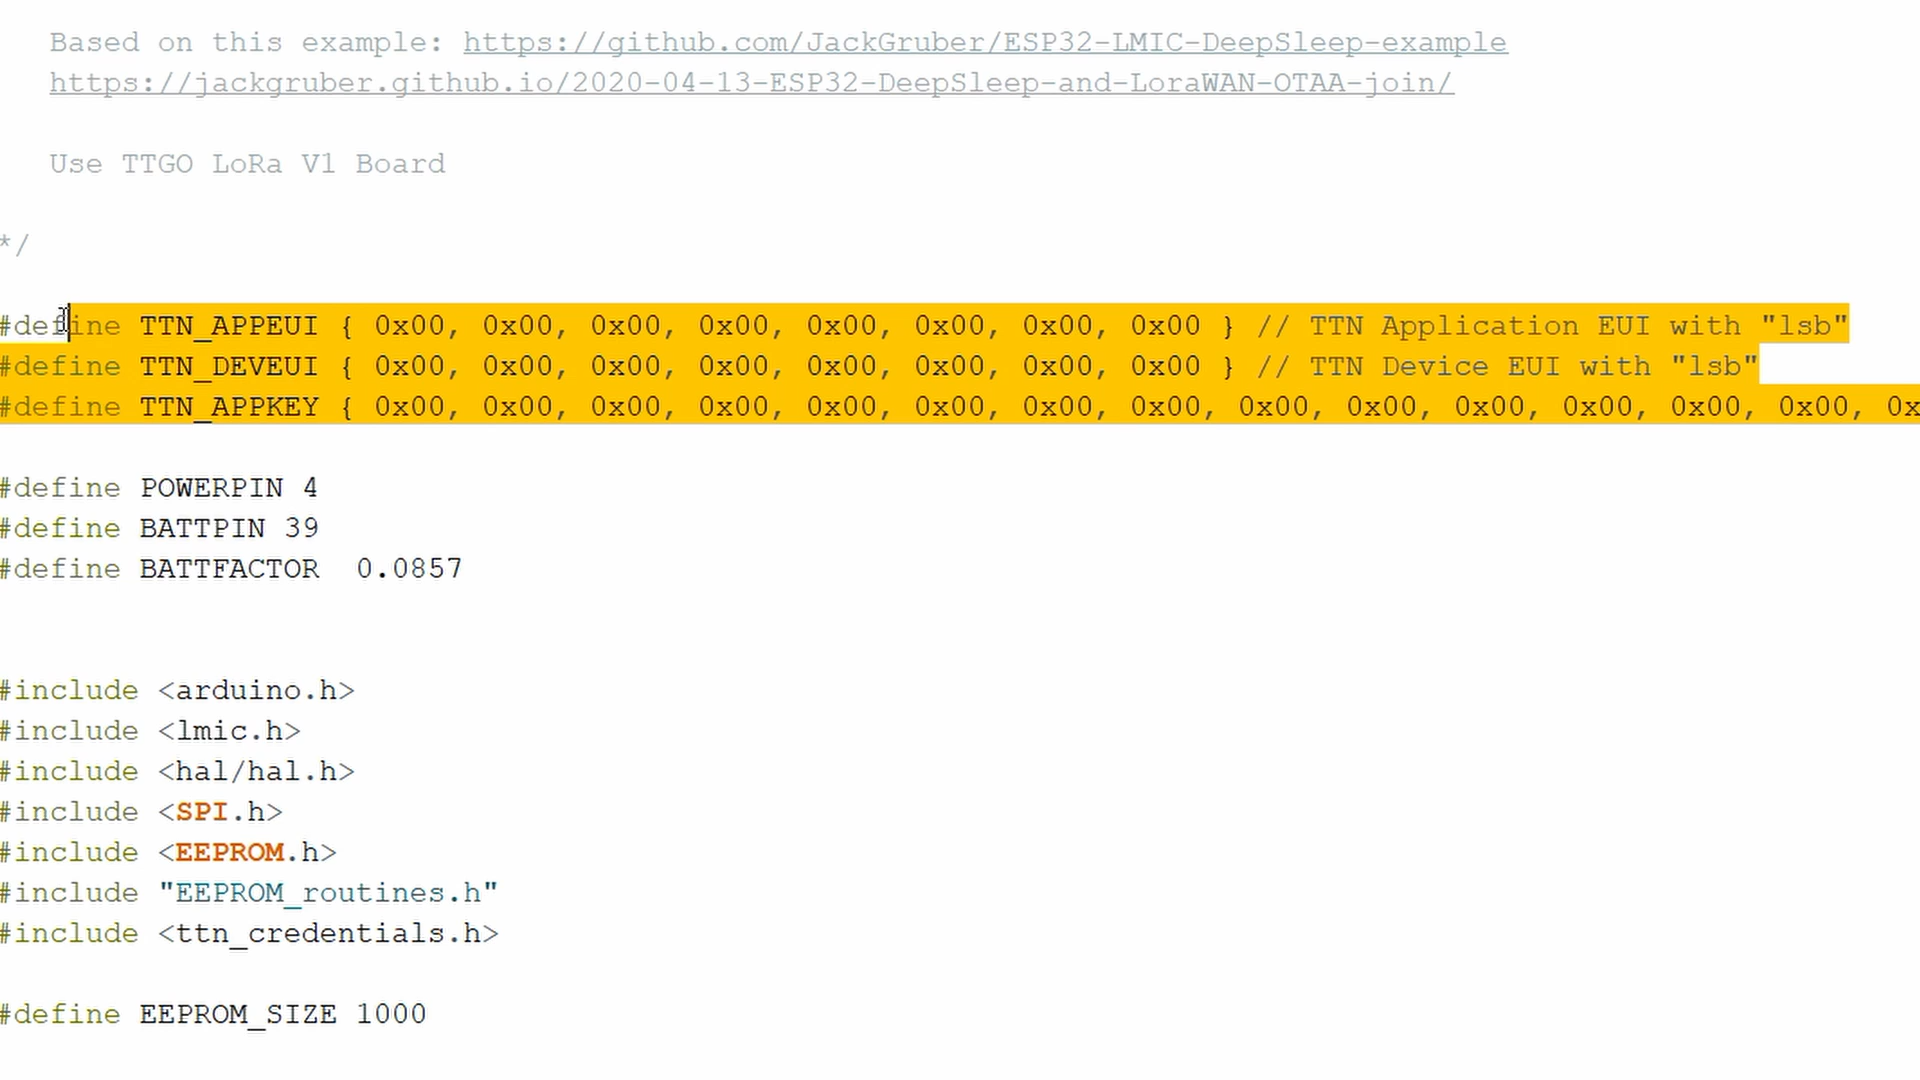 Based on this example: https://github.com/JackGruber/ESP32-LMIC-DeepSleep-example
https://jackgruber.github.io/2020-04-13-ESP32-DeepSleep-and-LoraWAN-OTAA-join/
Use TTGO LoRa V1 Board
*/
#define TTN_APPEUI { 0x00, 0x00, 0x00, 0x00, 0x00, 0x00, 0x00, 0x00 } // TTN Application EUI with "lsb"
#define TTN_DEVEUI { 0x00, 0x00, 0x00, 0x00, 0x00, 0x00, 0x00, 0x00 } // TTN Device EUI with "lsb"
#define TTN_APPKEY { 0x00, 0x00, 0x00, 0x00, 0x00, 0x00, 0x00, 0x00, 0x00, 0x00, 0x00, 0x00, 0x00, 0x00, 0x
#define POWERPIN 4
#define BATTPIN 39
#define BATTFACTOR  0.0857
#include <arduino.h>
#include <lmic.h>
#include <hal/hal.h>
#include <SPI.h>
#include <EEPROM.h>
#include "EEPROM_routines.h"
#include <ttn_credentials.h>
#define EEPROM_SIZE 1000